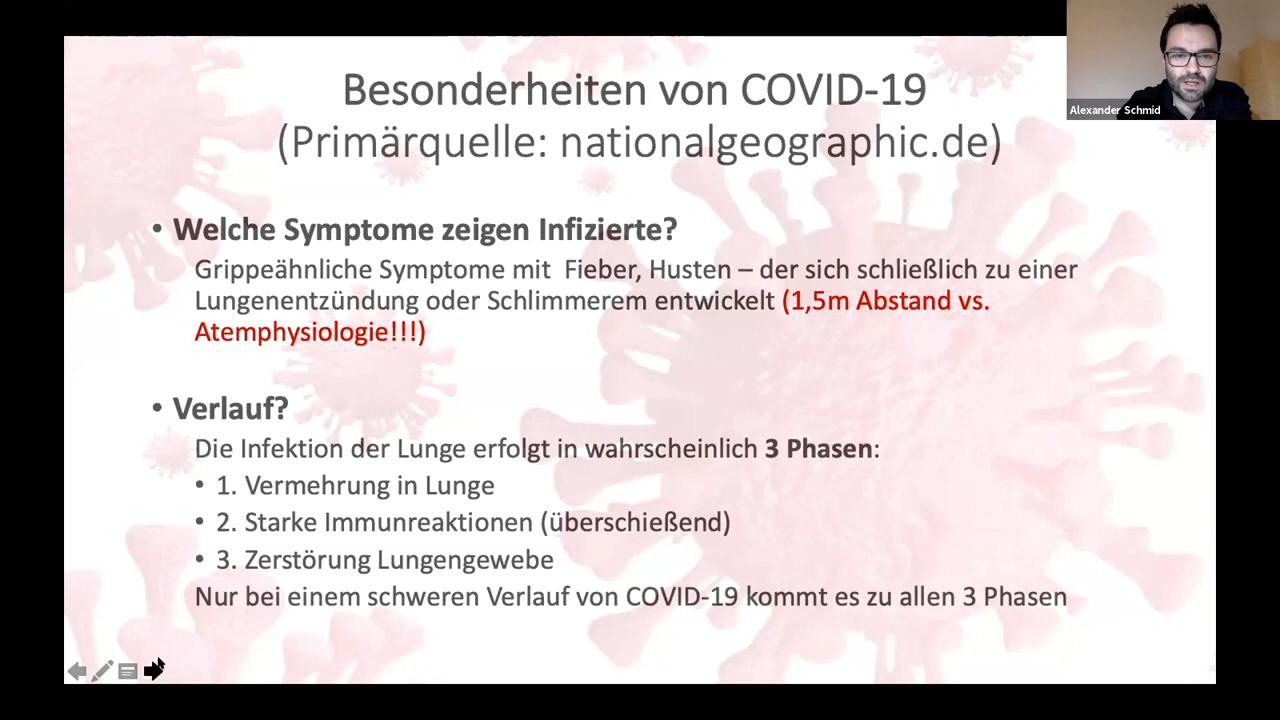 Besonderheiten von COVID-19
(Primärquelle: nationalgeographic.de)
Alexander Schmid
• Welche Symptome zeigen Infizierte?
Grippeähnliche Symptome mit  Fieber, Husten – der sich schließlich zu einer
Lungenentzündung oder Schlimmerem entwickelt (1,5m Abstand vs.
Atemphysiologie!!!)
• Verlauf?
Die Infektion der Lunge erfolgt in wahrscheinlich 3 Phasen:
• 1. Vermehrung in Lunge
• 2. Starke Immunreaktionen (überschießend)
• 3. Zerstörung Lungengewebe
Nur bei einem schweren Verlauf von COVID-19 kommt es zu allen 3 Phasen